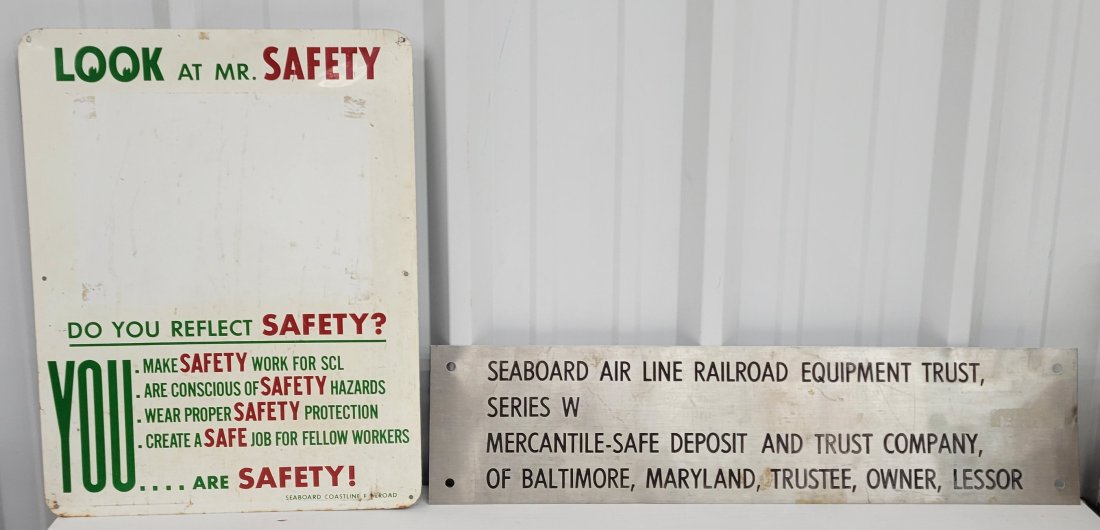 LOOK AT MR. SAFETY
DO YOU REFLECT SAFETY?
YOU
. MAKE SAFETY WORK FOR SCL
. ARE CONSCIOUS OF SAFETY HAZARDS
. WEAR PROPER SAFETY PROTECTION
. CREATE A SAFE JOB FOR FELLOW WORKERS
.... ARE SAFETY!
SEABOARD COASTLINE
SEABOARD AIR LINE RAILROAD EQUIPMENT TRUST,
SERIES W
MERCANTILE-SAFE DEPOSIT AND TRUST COMPANY,
OF BALTIMORE, MARYLAND, TRUSTEE, OWNER, LESSOR